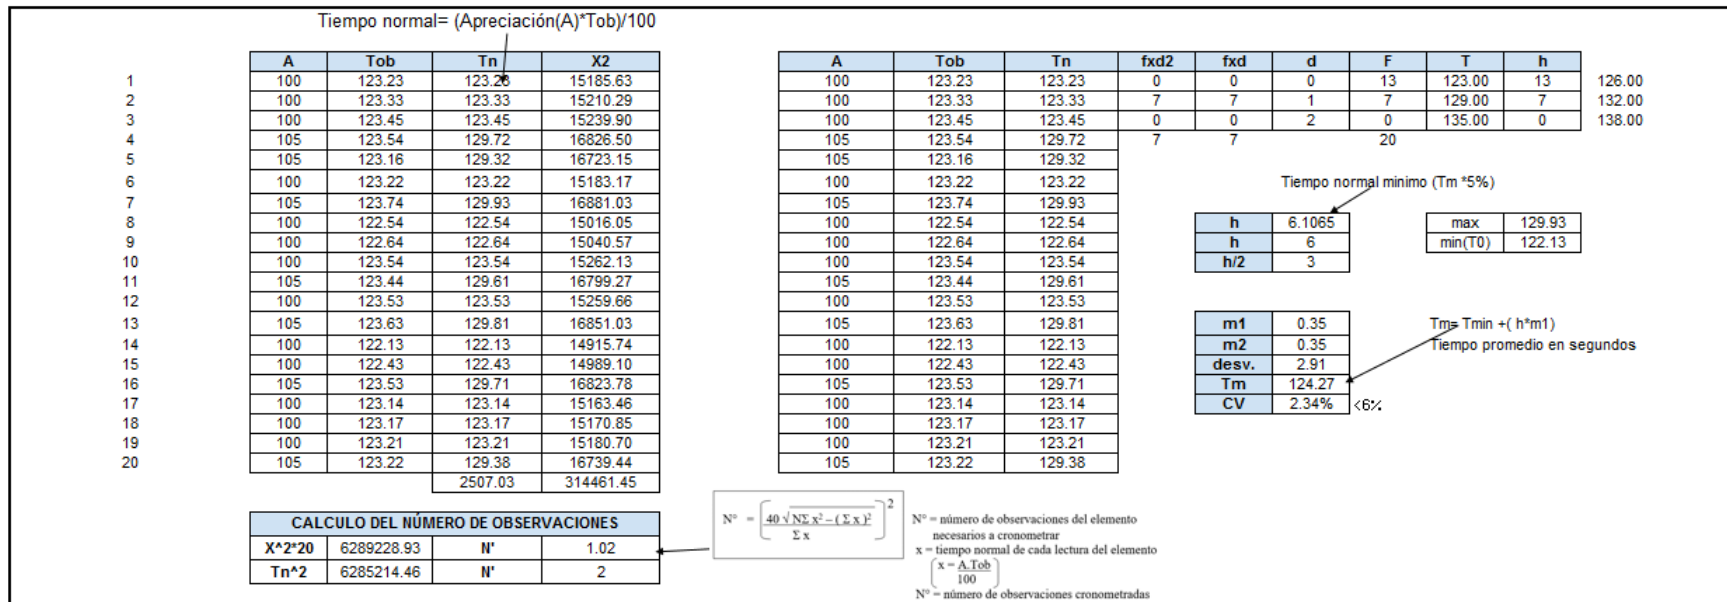 Tiempo normal= (Apreciación(A)*Tob)/100
A Tob Tn X2
1 100 123.23 123.23 15185.63
2 100 123.33 123.33 15210.29
3 100 123.45 123.45 15239.90
4 105 123.54 129.72 16826.50
5 105 123.16 129.32 16723.15
6 100 123.22 123.22 15183.17
7 105 123.74 129.93 16881.03
8 100 122.54 122.54 15016.05
9 100 122.64 122.64 15040.57
10 100 123.54 123.54 15262.13
11 105 123.44 129.61 16799.27
12 100 123.53 123.53 15259.66
13 105 123.63 129.81 16851.03
14 100 122.13 122.13 14915.74
15 100 122.43 122.43 14989.10
16 105 123.53 129.71 16823.78
17 100 123.14 123.14 15163.46
18 100 123.17 123.17 15170.85
19 100 123.21 123.21 15180.70
20 105 123.22 129.38 16739.44
2507.03 314461.45
A Tob Tn fxd2 fxd d F T h
100 123.23 123.23 0 0 0 13 123.00 13 126.00
100 123.33 123.33 7 7 1 7 129.00 7 132.00
100 123.45 123.45 0 0 2 0 135.00 0 138.00
105 123.54 129.72 7 7 20
105 123.16 129.32
100 123.22 123.22
105 123.74 129.93
100 122.54 122.54
100 122.64 122.64
100 123.54 123.54
105 123.44 129.61
100 123.53 123.53
105 123.63 129.81
100 122.13 122.13
100 122.43 122.43
105 123.53 129.71
100 123.14 123.14
100 123.17 123.17
100 123.21 123.21
105 123.22 129.38
Tiempo normal minimo (Tm *5%)
h 6.1065
h 6
h/2 3
max 129.93
min(T0) 122.13
m1 0.35
m2 0.35
desv. 2.91
Tm 124.27
CV 2.34% <6%
Tm= Tmin +( h*m1)
Tiempo promedio en segundos
CALCULO DEL NÚMERO DE OBSERVACIONES
X^2*20 6289228.93 N' 1.02
Tn^2 6285214.46 N' 2
N° = ( 40 √ NΣ x² – ( Σ x )² / Σ x )²
N° = número de observaciones del elemento
necesarios a cronometrar
x = tiempo normal de cada lectura del elemento
( x = A.Tob / 100 )
N° = número de observaciones cronometradas